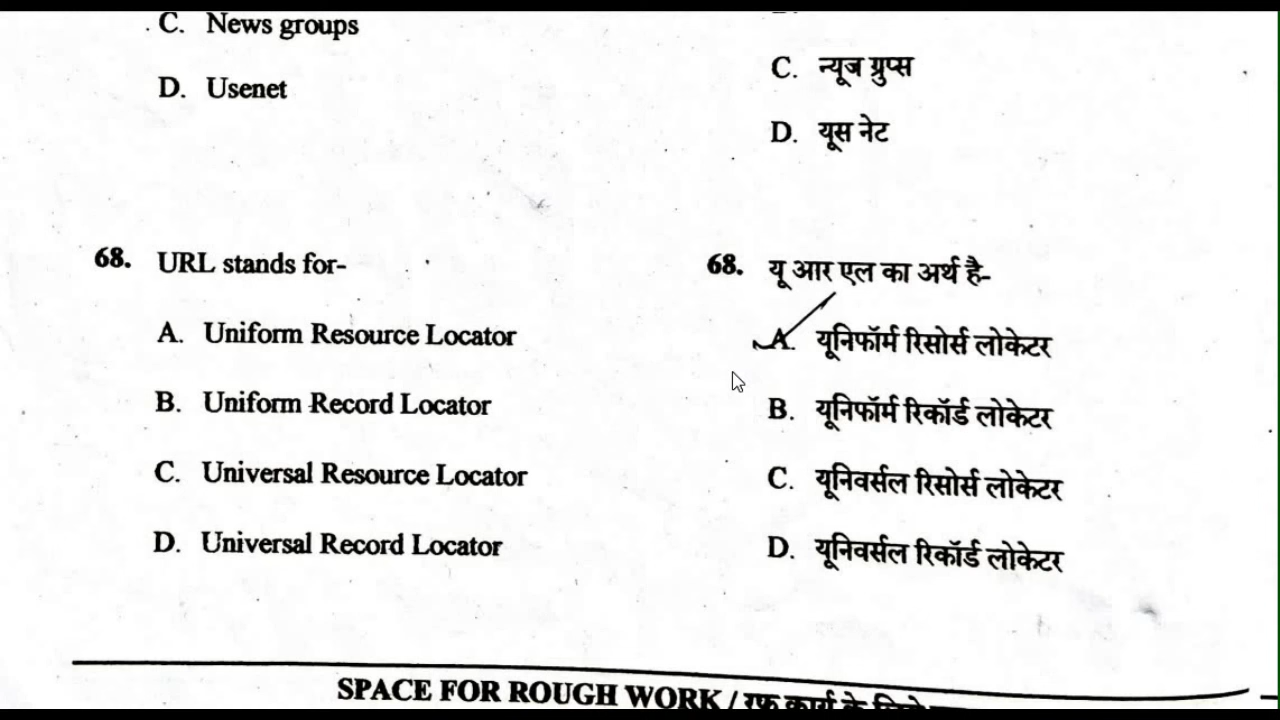 C. News groups
D. Usenet
68. URL stands for-
A. Uniform Resource Locator
B. Uniform Record Locator
C. Universal Resource Locator
D. Universal Record Locator
C. न्यूज ग्रुप्स
D. यूस नेट
68. यू आर एल का अर्थ है-
A. यूनिफॉर्म रिसोर्स लोकेटर
B. यूनिफॉर्म रिकॉर्ड लोकेटर
C. यूनिवर्सल रिसोर्स लोकेटर
D. यूनिवर्सल रिकॉर्ड लोकेटर
SPACE FOR ROUGH WORK / रफ कार्य के लिये